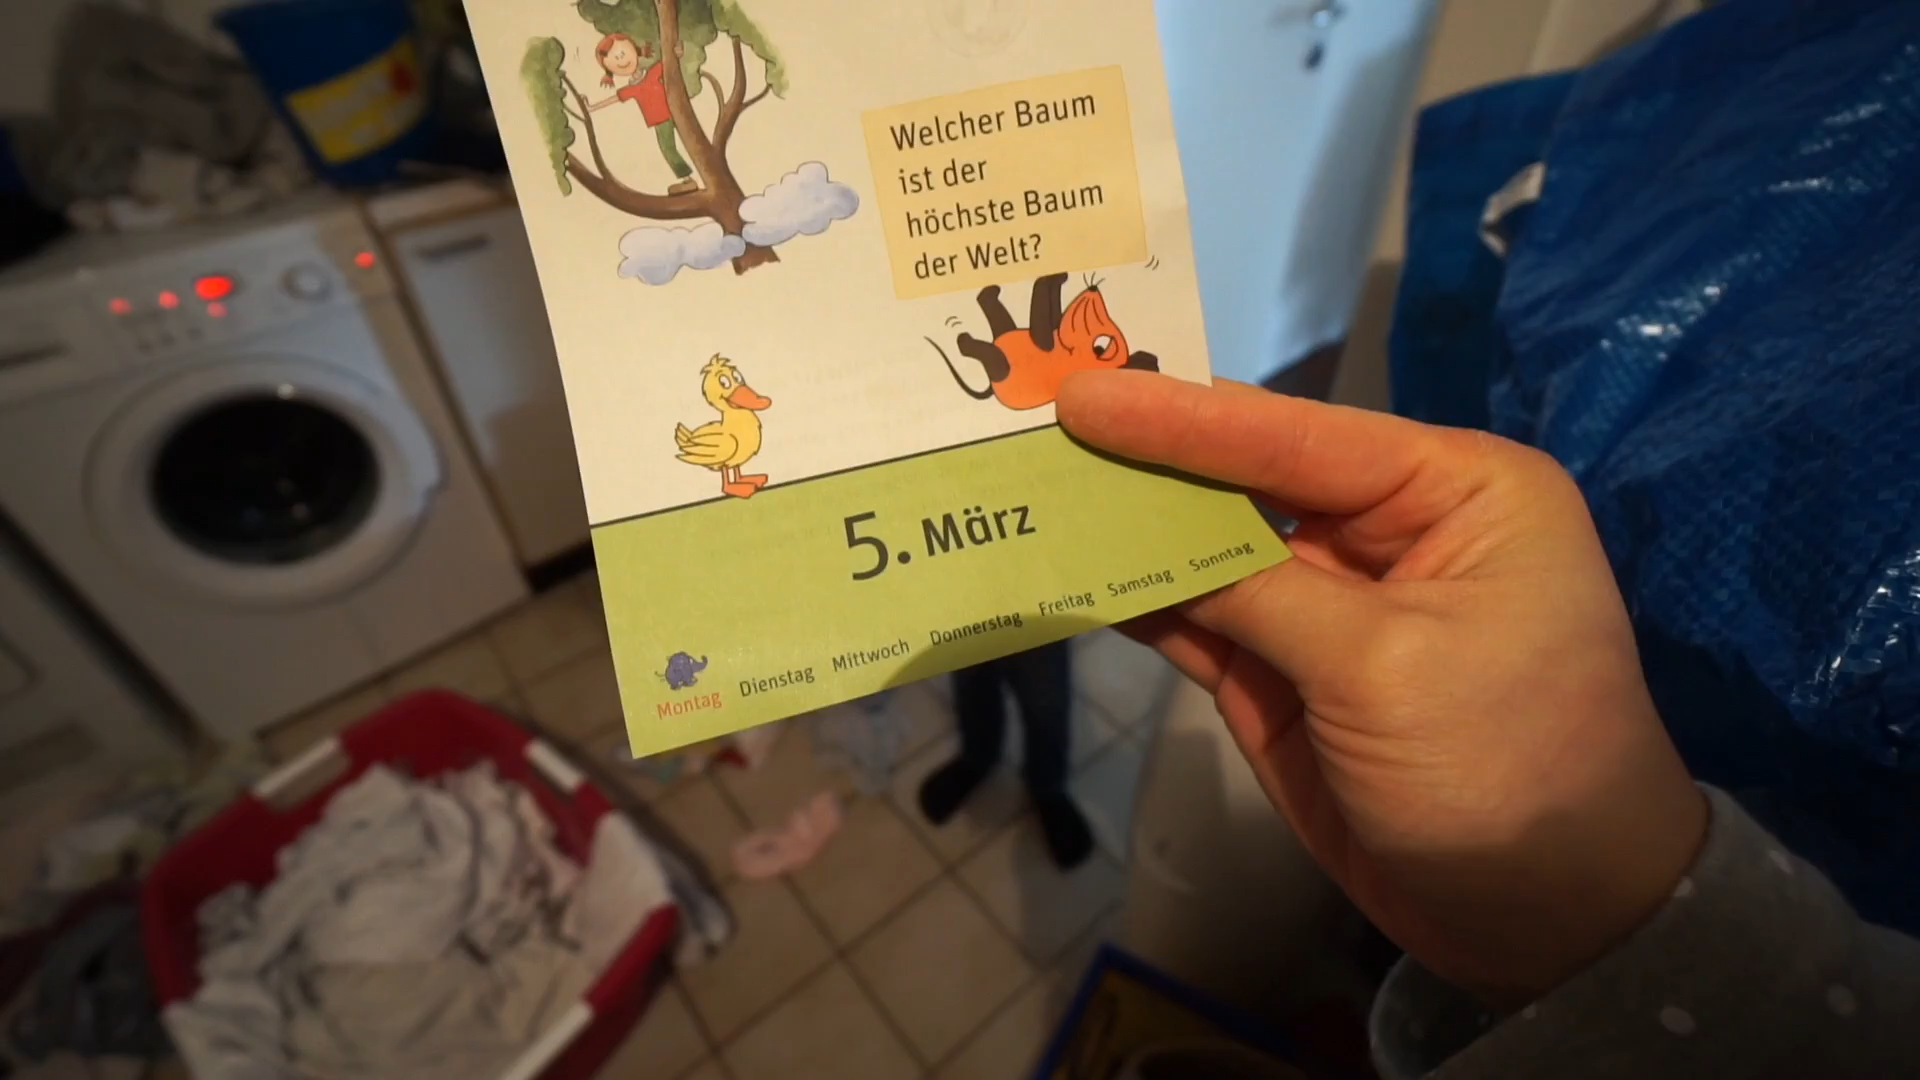 Welcher Baum
ist der
höchste Baum
der Welt?
5. März
Montag Dienstag Mittwoch Donnerstag Freitag Samstag Sonntag